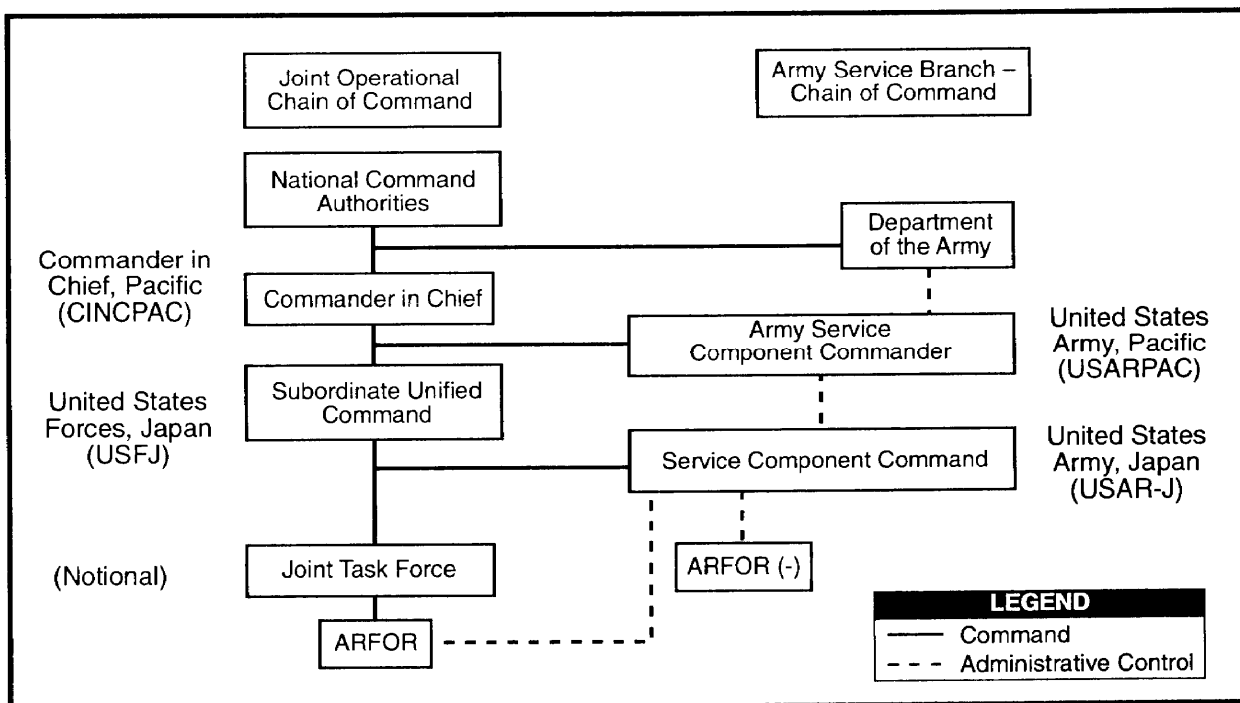 Joint Operational
Chain of Command
Army Service Branch –
Chain of Command
National Command
Authorities
Department
of the Army
Commander in
Chief, Pacific
(CINCPAC)
Commander in Chief
Army Service
Component Commander
United States
Army, Pacific
(USARPAC)
United States
Forces, Japan
(USFJ)
Subordinate Unified
Command
Service Component Command
United States
Army, Japan
(USAR-J)
(Notional)
Joint Task Force
ARFOR (-)
ARFOR
LEGEND
Command
Administrative Control